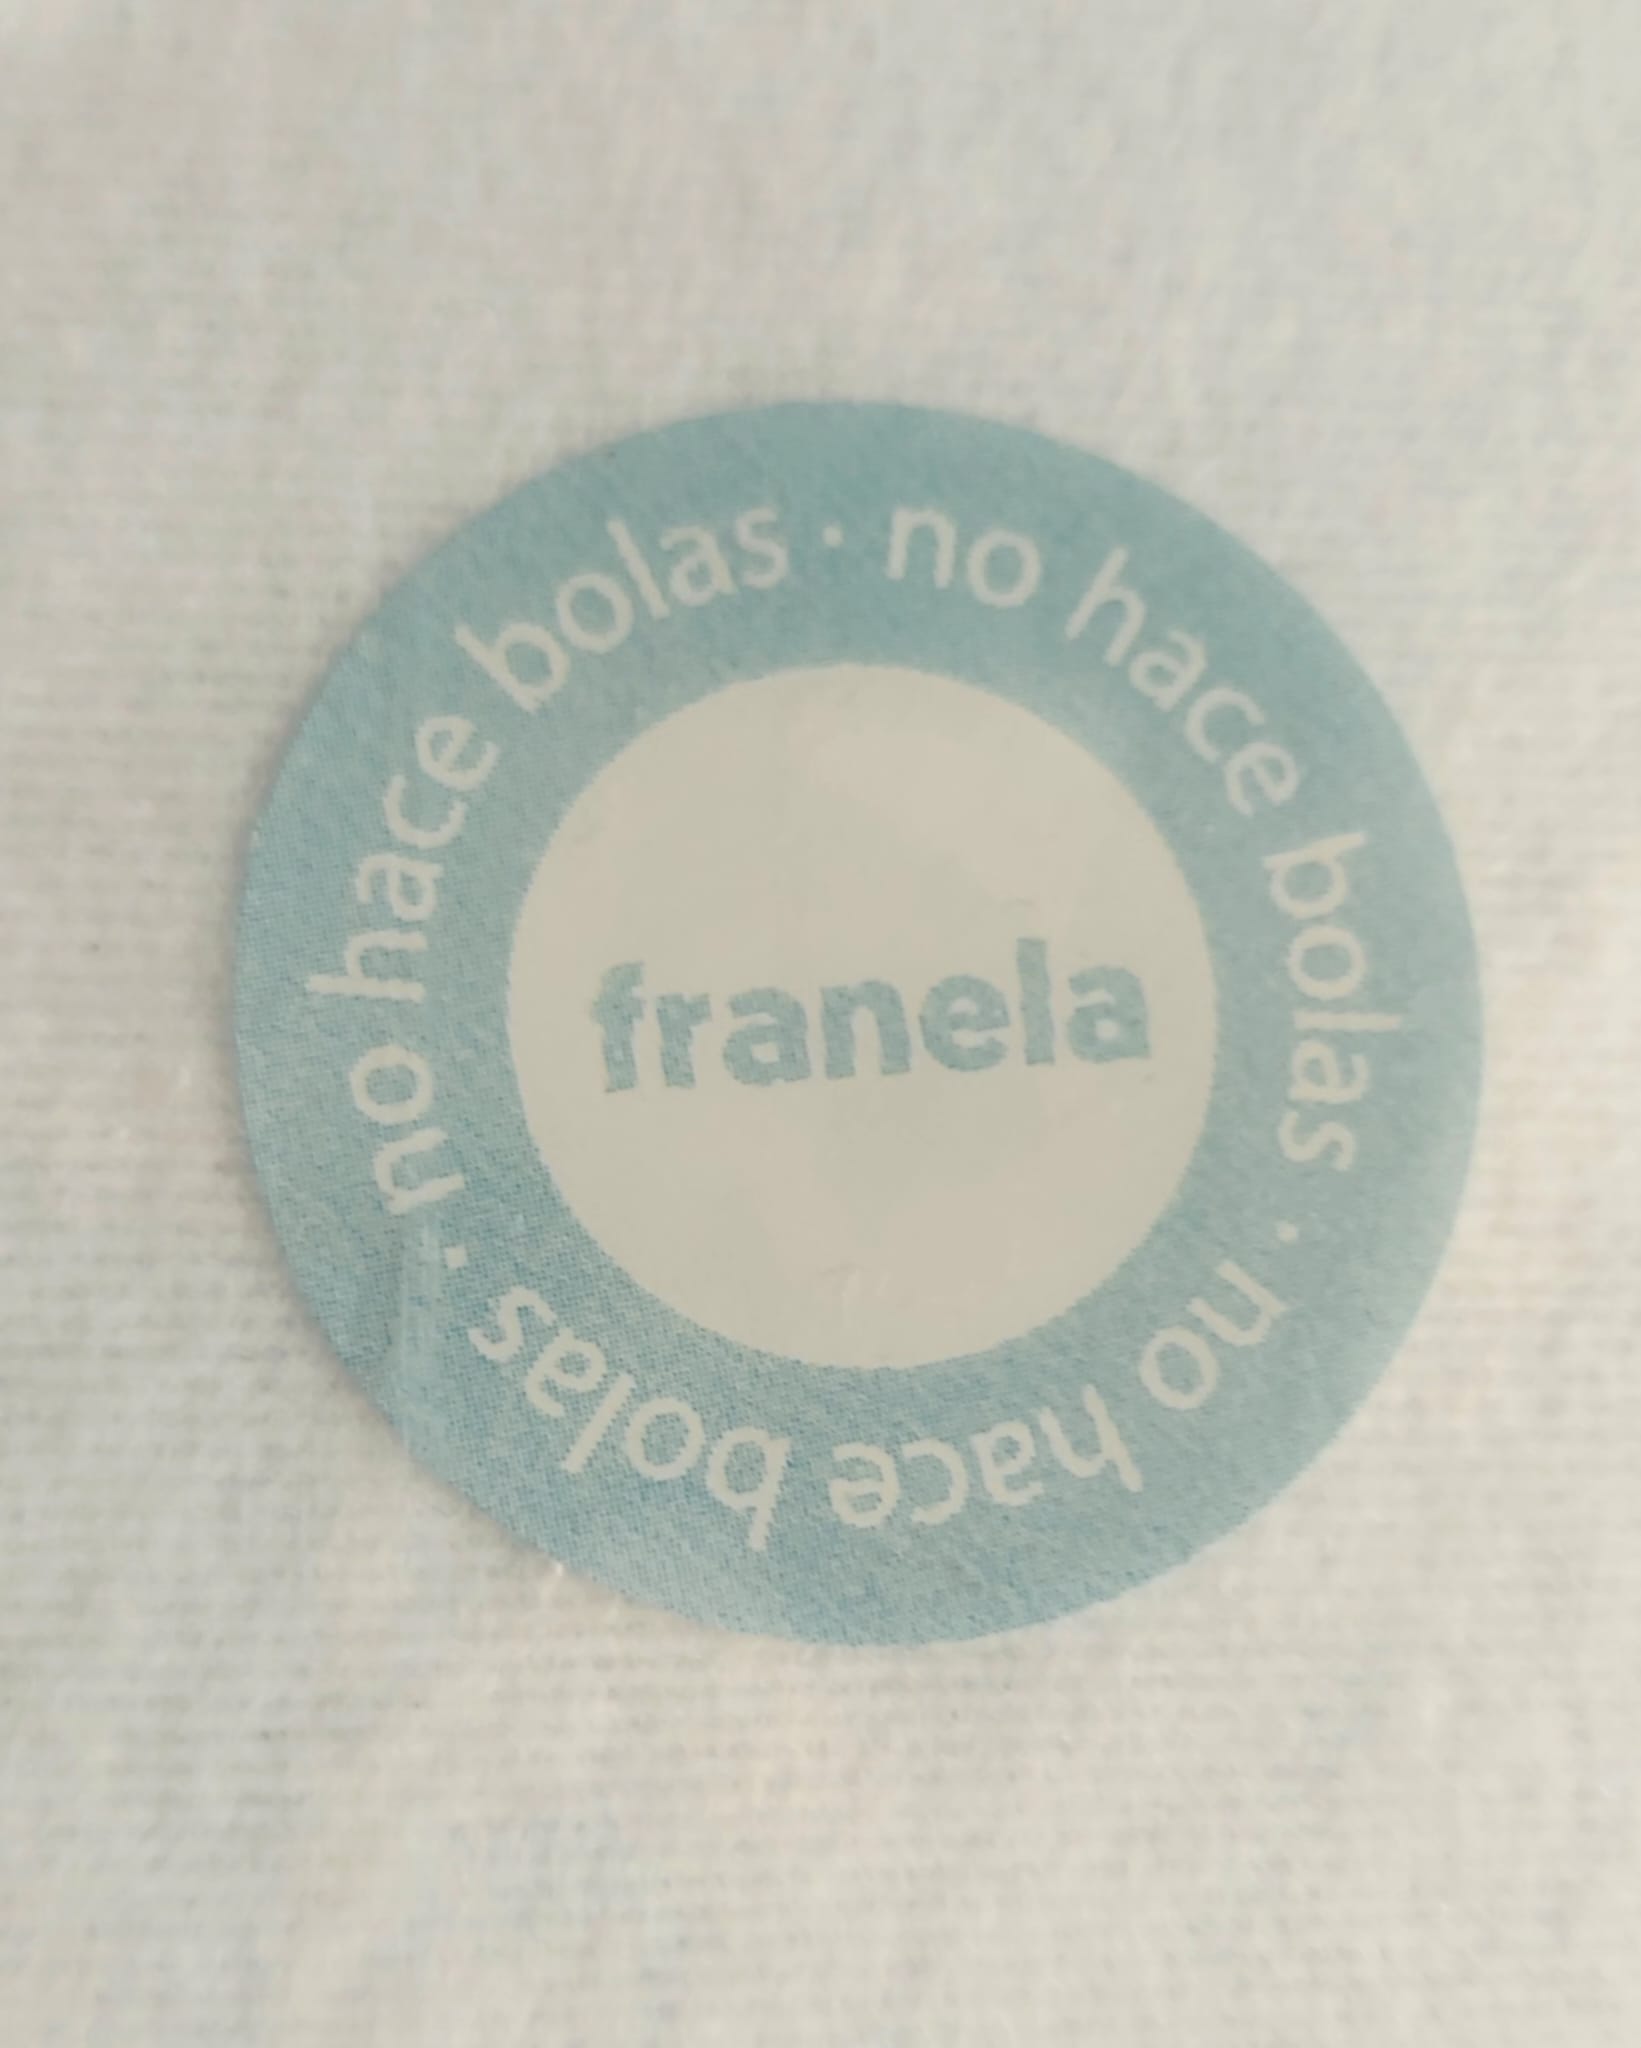 no hace bolas · no hace bolas · no hace bolas ·
franela